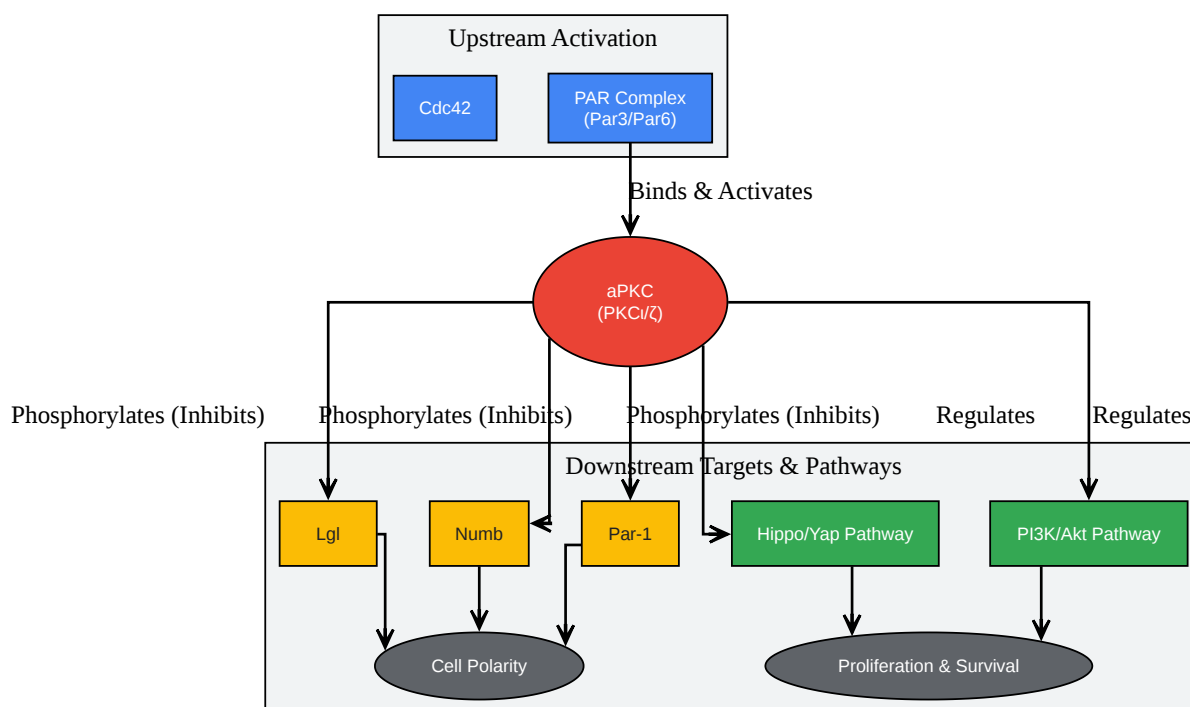 Upstream Activation
Cdc42
PAR Complex
(Par3/Par6)
Binds & Activates
aPKC
(PKCι/ζ)
Phosphorylates (Inhibits)
Phosphorylates (Inhibits)
Phosphorylates (Inhibits)
Regulates
Regulates
Downstream Targets & Pathways
Lgl
Numb
Par-1
Hippo/Yap Pathway
PI3K/Akt Pathway
Cell Polarity
Proliferation & Survival